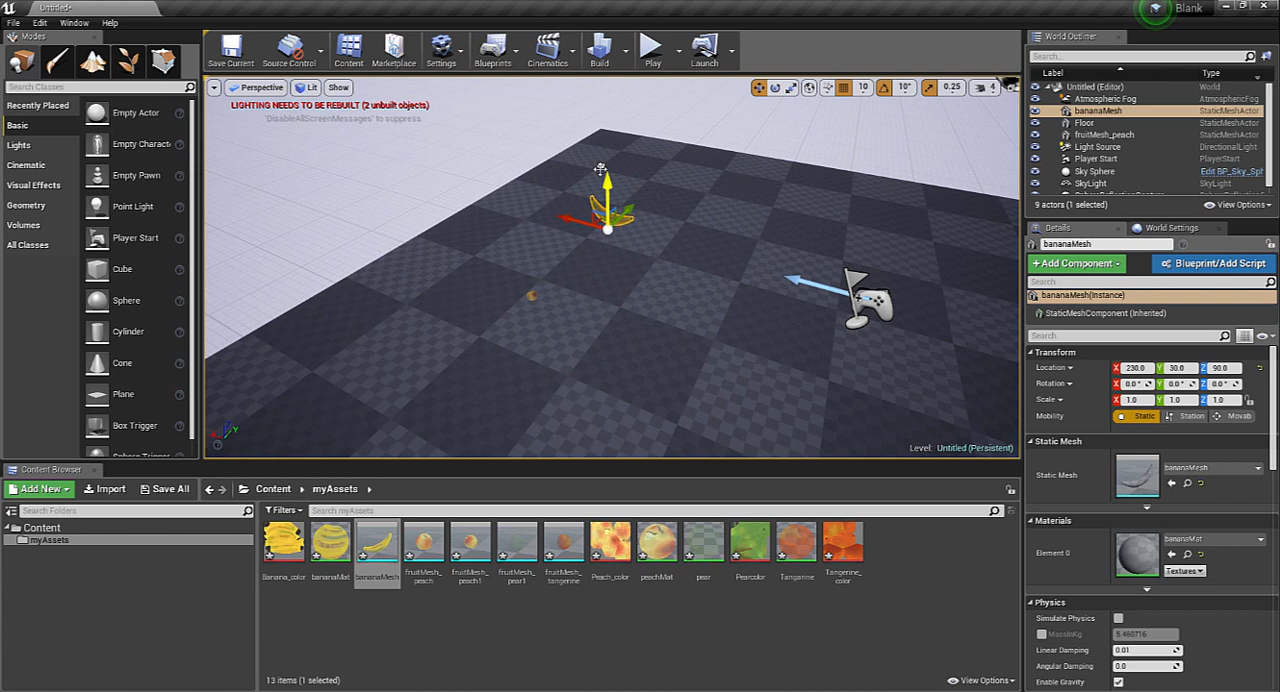 Untitled*
Blank
File Edit Window Help
Modes
Search Classes
Recently Placed
Basic
Lights
Cinematic
Visual Effects
Geometry
Volumes
All Classes
Empty Actor
Empty Charact
Empty Pawn
Point Light
Player Start
Cube
Sphere
Cylinder
Cone
Plane
Box Trigger
Sphere Trigger
Save Current Source Control Content Marketplace Settings Blueprints Cinematics Build Play Launch
Perspective Lit Show
10 10° 0.25 4
LIGHTING NEEDS TO BE REBUILT (2 unbuilt objects)
'DisableAllScreenMessages' to suppress
Level: Untitled (Persistent)
World Outliner
Search...
Label Type
Untitled (Editor) World
Atmospheric Fog AtmosphericFog
bananaMesh StaticMeshActor
Floor StaticMeshActor
fruitMesh_peach StaticMeshActor
Light Source DirectionalLight
Player Start PlayerStart
Sky Sphere Edit BP_Sky_Sph
SkyLight SkyLight
9 actors (1 selected) View Options
Details World Settings
bananaMesh
+Add Component Blueprint/Add Script
Search
bananaMesh(Instance)
StaticMeshComponent (Inherited)
Search
Transform
Location X 230.0 Y 30.0 Z 90.0
Rotation X 0.0° Y 0.0° Z 0.0°
Scale X 1.0 Y 1.0 Z 1.0
Mobility Static Station Movab
Static Mesh
Static Mesh bananaMesh
Materials
Element 0 bananaMat
Textures
Physics
Simulate Physics
MassInKg 5.460716
Linear Damping 0.01
Angular Damping 0.0
Enable Gravity
Content Browser
Add New Import Save All Content myAssets
Search Folders
Content
myAssets
Filters Search myAssets
Banana_color bananaMat bananaMesh fruitMesh_peach fruitMesh_peach1 fruitMesh_pear1 fruitMesh_tangerine Peach_color peachMat pear Pearcolor Tangarine Tangerine_color
13 items (1 selected) View Options